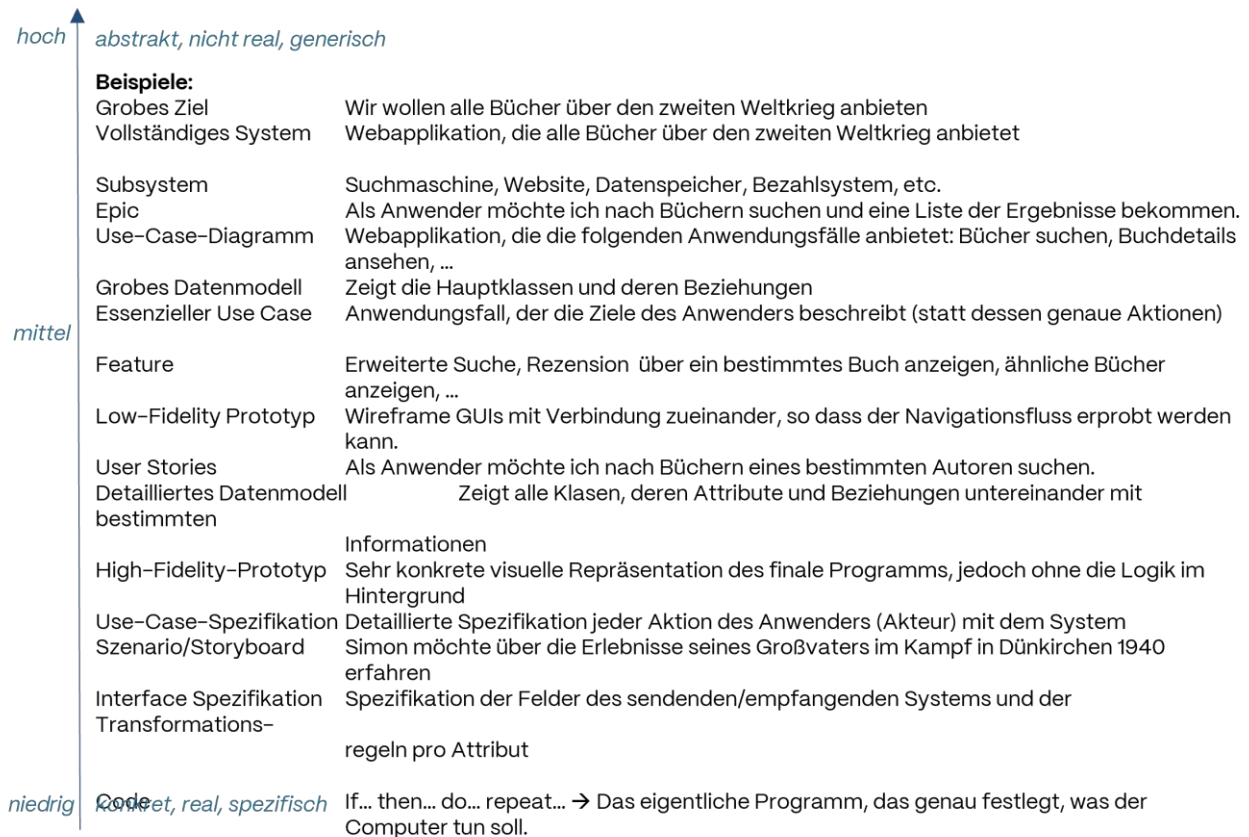 hoch abstrakt, nicht real, generisch
Beispiele:
Grobes Ziel Wir wollen alle Bücher über den zweiten Weltkrieg anbieten
Vollständiges System Webapplikation, die alle Bücher über den zweiten Weltkrieg anbietet
Subsystem Suchmaschine, Website, Datenspeicher, Bezahlsystem, etc.
Epic Als Anwender möchte ich nach Büchern suchen und eine Liste der Ergebnisse bekommen.
Use-Case-Diagramm Webapplikation, die die folgenden Anwendungsfälle anbietet: Bücher suchen, Buchdetails
ansehen, ...
Grobes Datenmodell Zeigt die Hauptklassen und deren Beziehungen
Essenzieller Use Case Anwendungsfall, der die Ziele des Anwenders beschreibt (statt dessen genaue Aktionen)
mittel
Feature Erweiterte Suche, Rezension über ein bestimmtes Buch anzeigen, ähnliche Bücher
anzeigen, ...
Low-Fidelity Prototyp Wireframe GUIs mit Verbindung zueinander, so dass der Navigationsfluss erprobt werden
kann.
User Stories Als Anwender möchte ich nach Büchern eines bestimmten Autoren suchen.
Detailliertes Datenmodell Zeigt alle Klasen, deren Attribute und Beziehungen untereinander mit
bestimmten
Informationen
High-Fidelity-Prototyp Sehr konkrete visuelle Repräsentation des finale Programms, jedoch ohne die Logik im
Hintergrund
Use-Case-Spezifikation Detaillierte Spezifikation jeder Aktion des Anwenders (Akteur) mit dem System
Szenario/Storyboard Simon möchte über die Erlebnisse seines Großvaters im Kampf in Dünkirchen 1940
erfahren
Interface Spezifikation Spezifikation der Felder des sendenden/empfangenden Systems und der
Transformations-
regeln pro Attribut
niedrig konkret, real, spezifisch
Code If... then... do... repeat... → Das eigentliche Programm, das genau festlegt, was der
Computer tun soll.